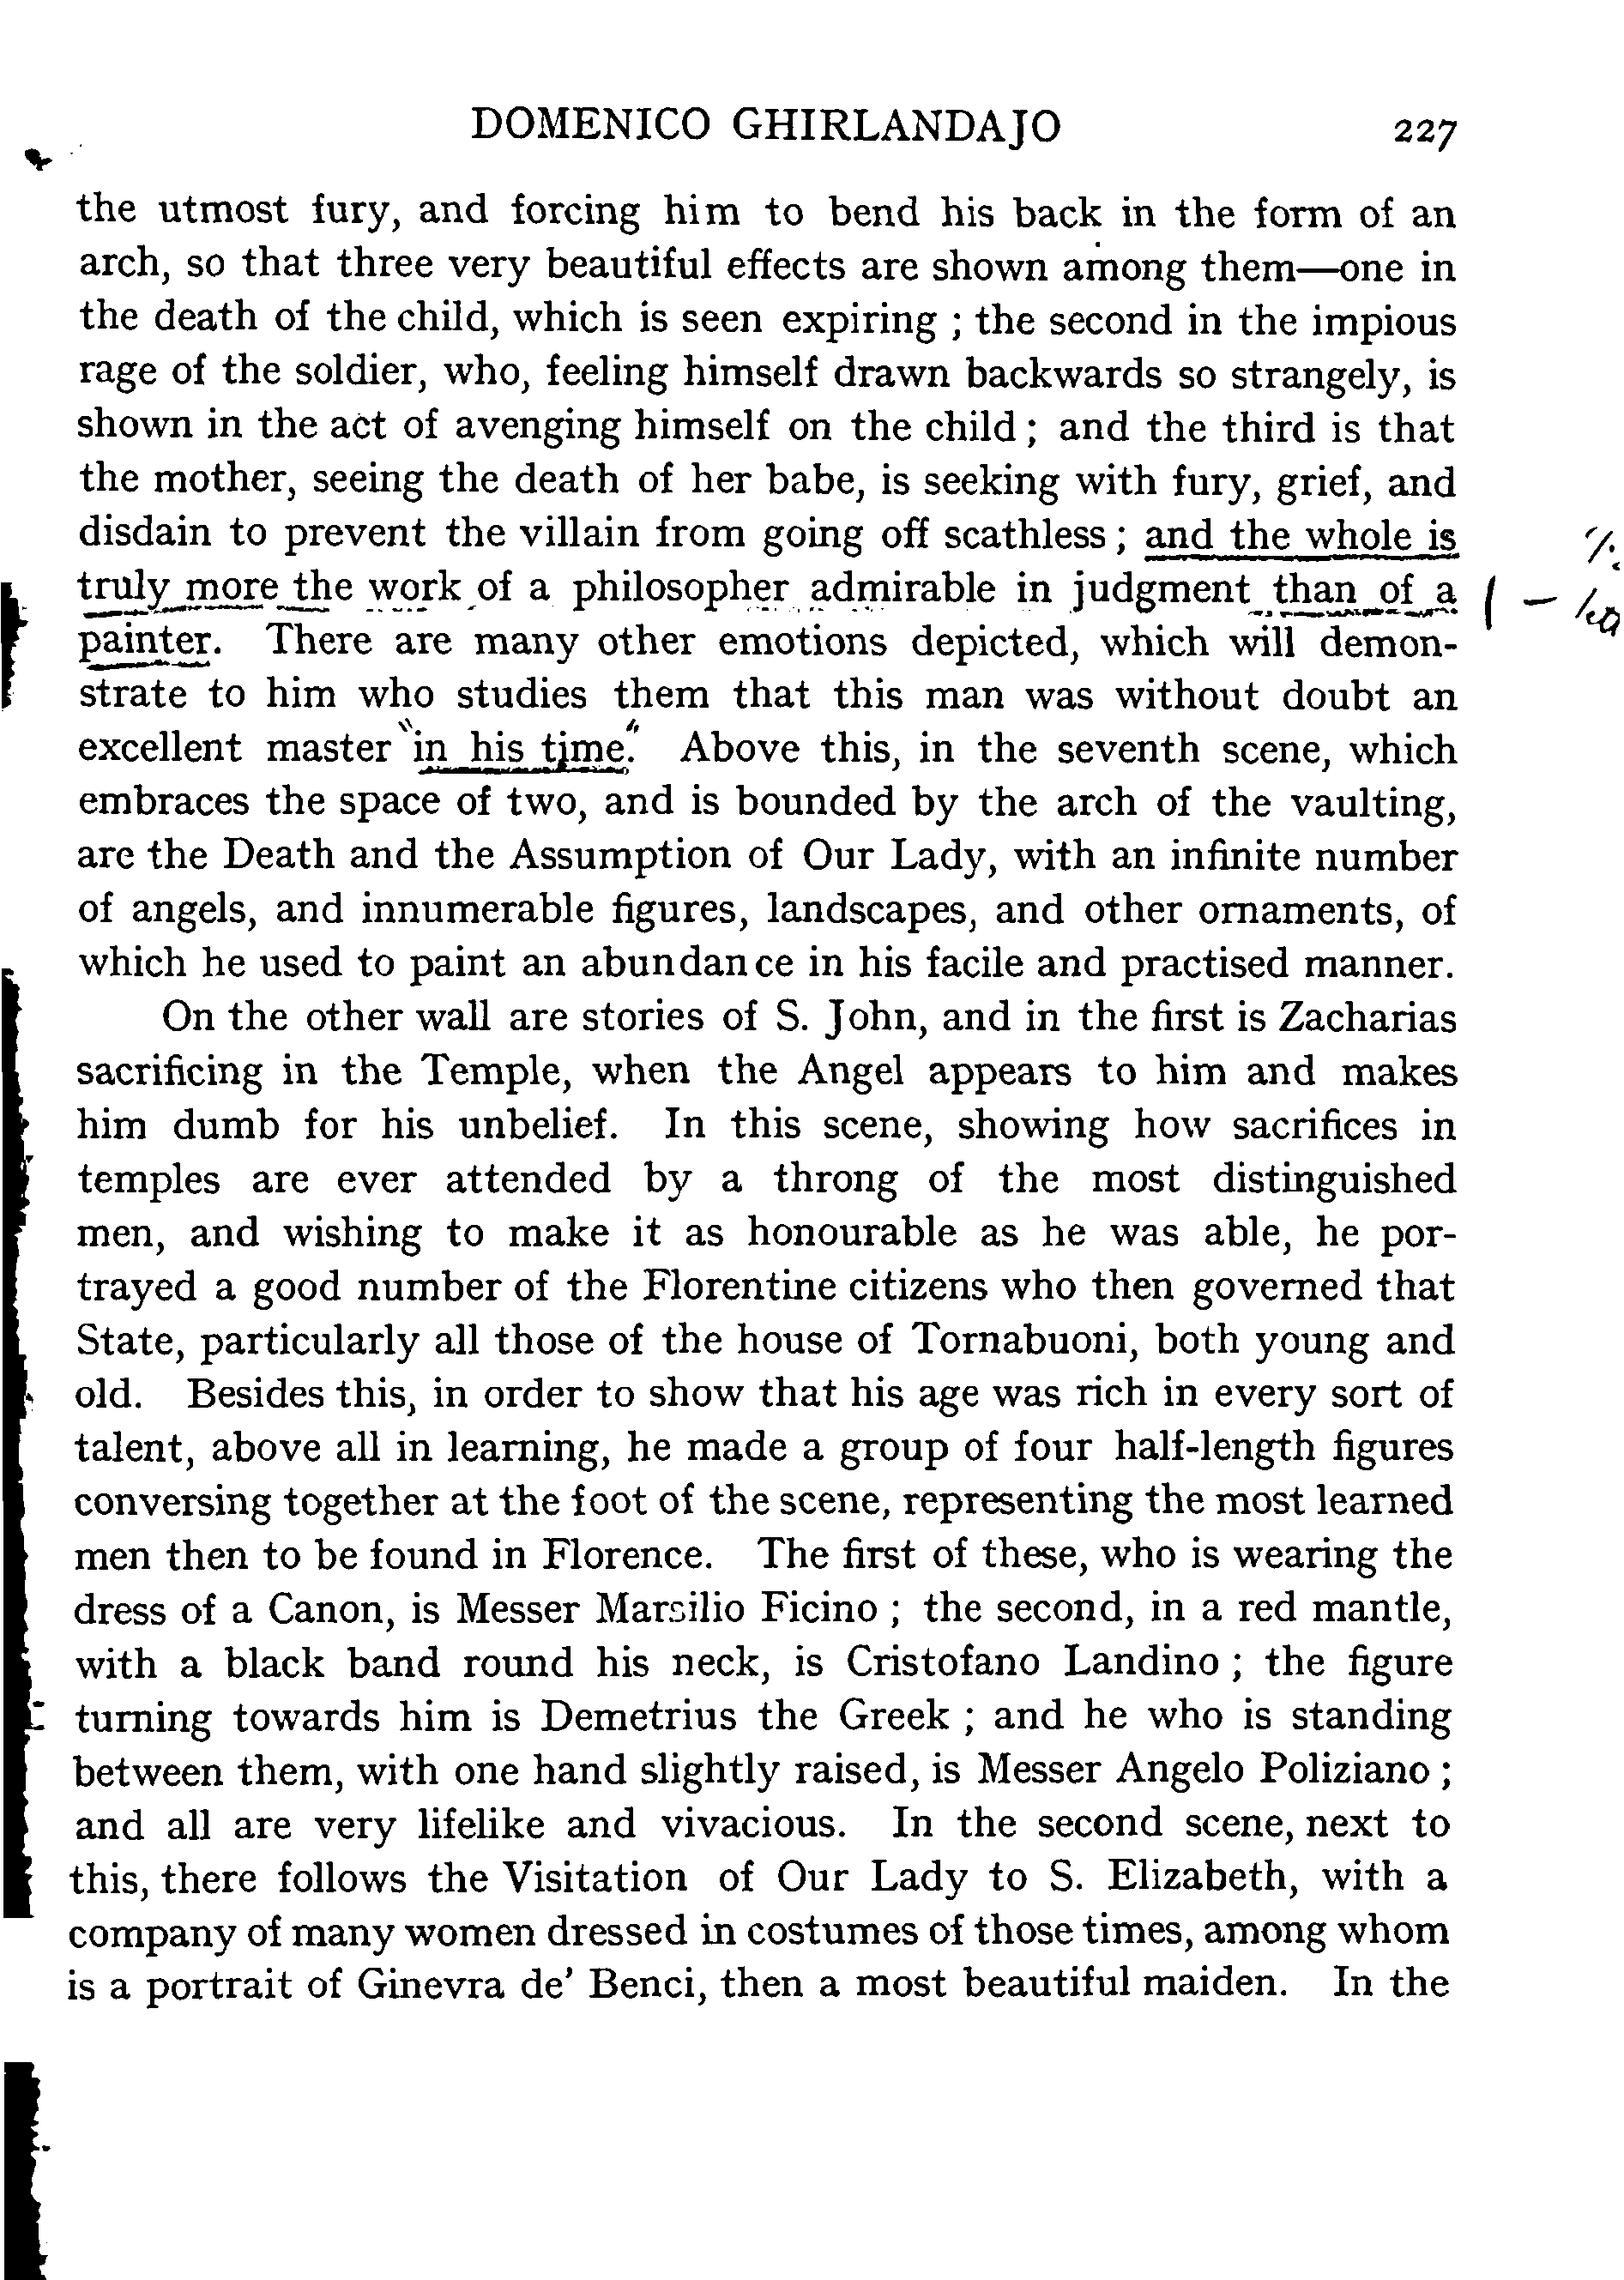 DOMENICO GHIRLANDAJO 227
the utmost fury, and forcing him to bend his back in the form of an
arch, so that three very beautiful effects are shown among them—one in
the death of the child, which is seen expiring ; the second in the impious
rage of the soldier, who, feeling himself drawn backwards so strangely, is
shown in the act of avenging himself on the child ; and the third is that
the mother, seeing the death of her babe, is seeking with fury, grief, and
disdain to prevent the villain from going off scathless ; and the whole is
truly more the work of a philosopher admirable in judgment than of a
painter. There are many other emotions depicted, which will demon-
strate to him who studies them that this man was without doubt an
excellent master "in his time." Above this, in the seventh scene, which
embraces the space of two, and is bounded by the arch of the vaulting,
are the Death and the Assumption of Our Lady, with an infinite number
of angels, and innumerable figures, landscapes, and other ornaments, of
which he used to paint an abundance in his facile and practised manner.
On the other wall are stories of S. John, and in the first is Zacharias
sacrificing in the Temple, when the Angel appears to him and makes
him dumb for his unbelief. In this scene, showing how sacrifices in
temples are ever attended by a throng of the most distinguished
men, and wishing to make it as honourable as he was able, he por-
trayed a good number of the Florentine citizens who then governed that
State, particularly all those of the house of Tornabuoni, both young and
old. Besides this, in order to show that his age was rich in every sort of
talent, above all in learning, he made a group of four half-length figures
conversing together at the foot of the scene, representing the most learned
men then to be found in Florence. The first of these, who is wearing the
dress of a Canon, is Messer Marsilio Ficino ; the second, in a red mantle,
with a black band round his neck, is Cristofano Landino ; the figure
turning towards him is Demetrius the Greek ; and he who is standing
between them, with one hand slightly raised, is Messer Angelo Poliziano ;
and all are very lifelike and vivacious. In the second scene, next to
this, there follows the Visitation of Our Lady to S. Elizabeth, with a
company of many women dressed in costumes of those times, among whom
is a portrait of Ginevra de' Benci, then a most beautiful maiden. In the